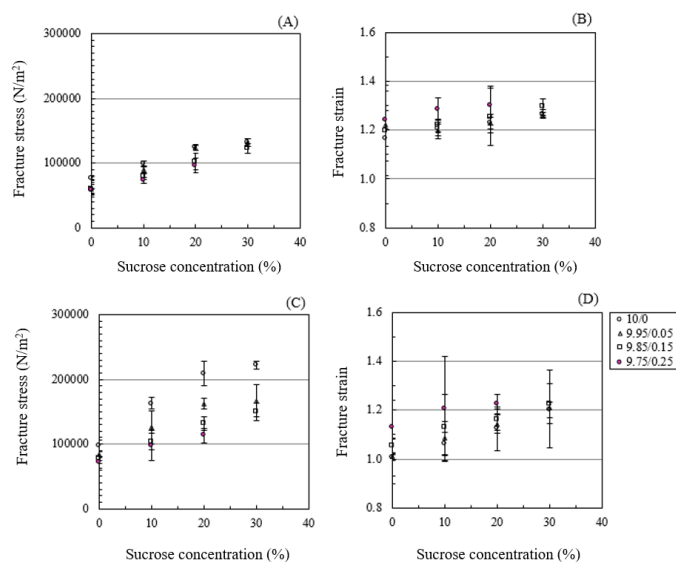 (A)
300000
200000
100000
0
0 10 20 30 40
Fracture stress (N/m²)
Sucrose concentration (%)
(B)
1.6
1.4
1.2
1.0
0.8
0 10 20 30 40
Fracture strain
Sucrose concentration (%)
(C)
300000
200000
100000
0
0 10 20 30 40
Fracture stress (N/m²)
Sucrose concentration (%)
(D)
1.6
1.4
1.2
1.0
0.8
0 10 20 30 40
Fracture strain
Sucrose concentration (%)
10/0
9.95/0.05
9.85/0.15
9.75/0.25